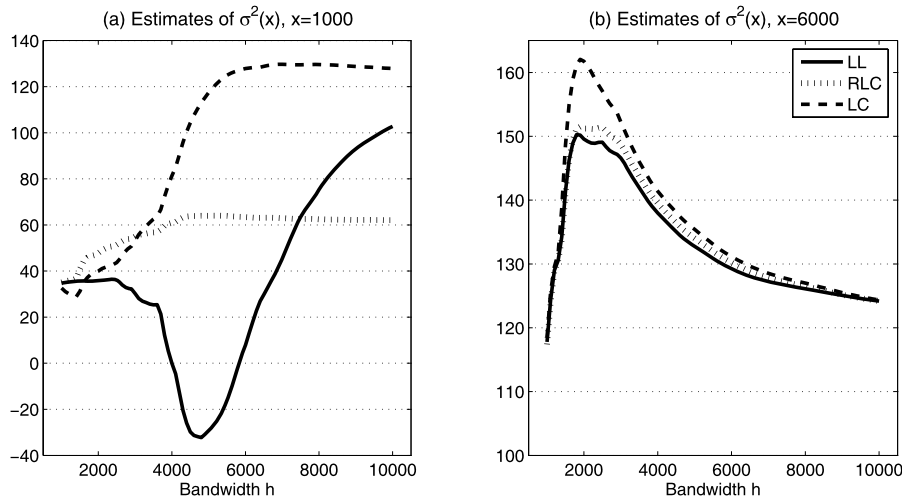 (a) Estimates of σ²(x), x=1000
140
120
100
80
60
40
20
0
−20
−40
2000 4000 6000 8000 10000
Bandwidth h
(b) Estimates of σ²(x), x=6000
LL
RLC
LC
160
150
140
130
120
110
100
2000 4000 6000 8000 10000
Bandwidth h